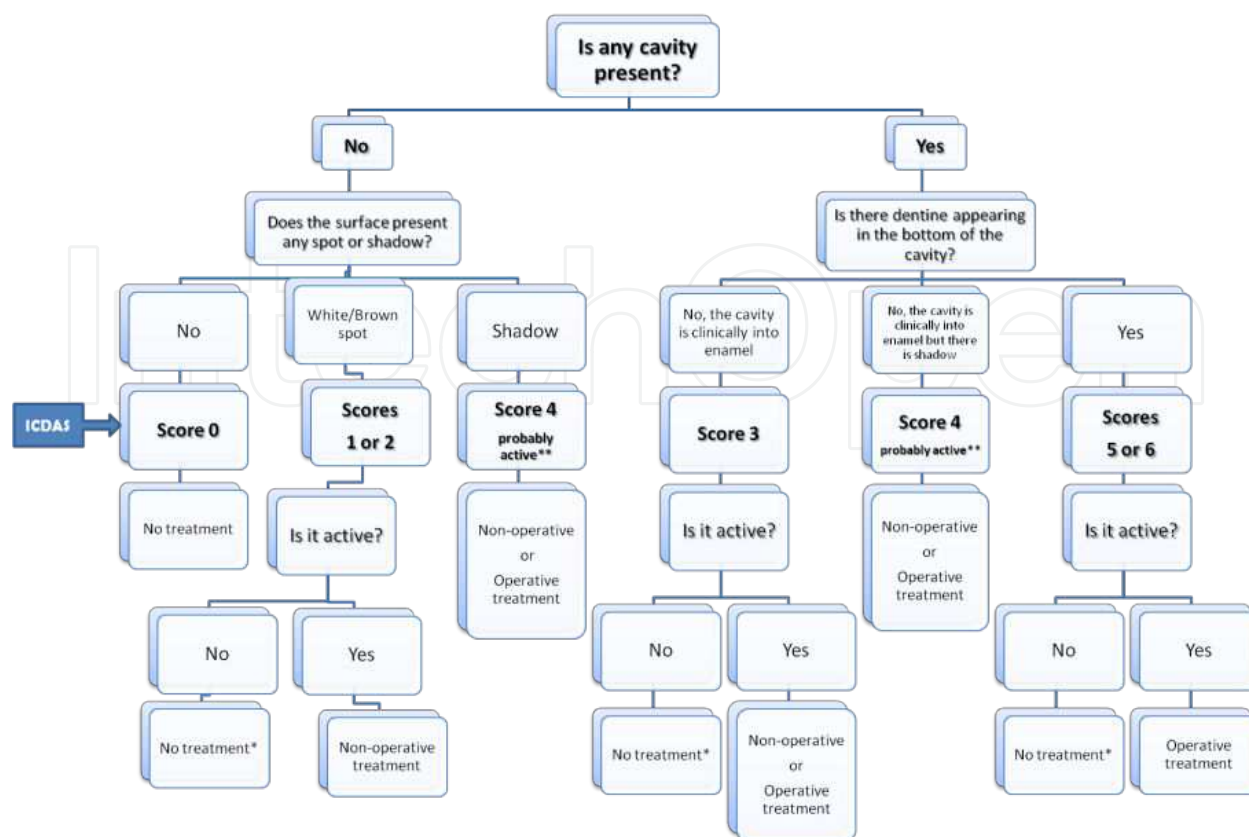 Is any cavity
present?
No
Yes
Does the surface present
any spot or shadow?
Is there dentine appearing
in the bottom of the
cavity?
No
White/Brown
spot
Shadow
No, the cavity
is clinically into
enamel
No, the cavity is
clinically into
enamel but there
is shadow
Yes
ICDAS
Score 0
Scores
1 or 2
Score 4
probably
active**
Score 3
Score 4
probably active**
Scores
5 or 6
No treatment
Is it active?
Non-operative
or
Operative
treatment
Is it active?
Non-operative
or
Operative
treatment
Is it active?
No
Yes
No
Yes
No
Yes
No treatment*
Non-operative
treatment
No treatment*
Non-operative
or
Operative
treatment
No treatment*
Operative
treatment
IntechOpen